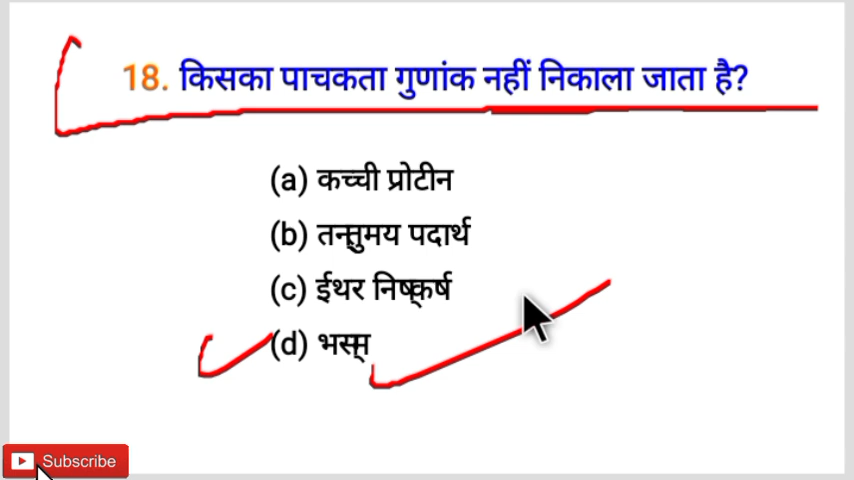 18. किसका पाचकता गुणांक नहीं निकाला जाता है?
(a) कच्ची प्रोटीन
(b) तन्तुमय पदार्थ
(c) ईथर निष्कर्ष
(d) भस्म
Subscribe